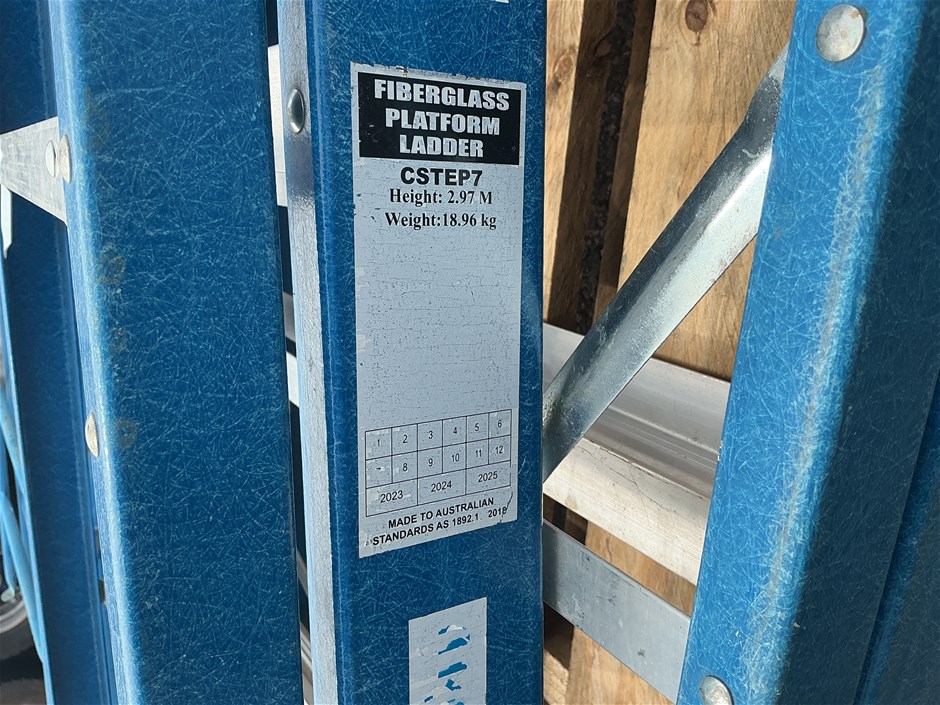 FIBERGLASS
PLATFORM
LADDER
CSTEP7
Height: 2.97 M
Weight:18.96 kg
1 2 3 4 5 6
8 9 10 11 12
2023 2024 2025
MADE TO AUSTRALIAN
STANDARDS AS 1892.1. 2018